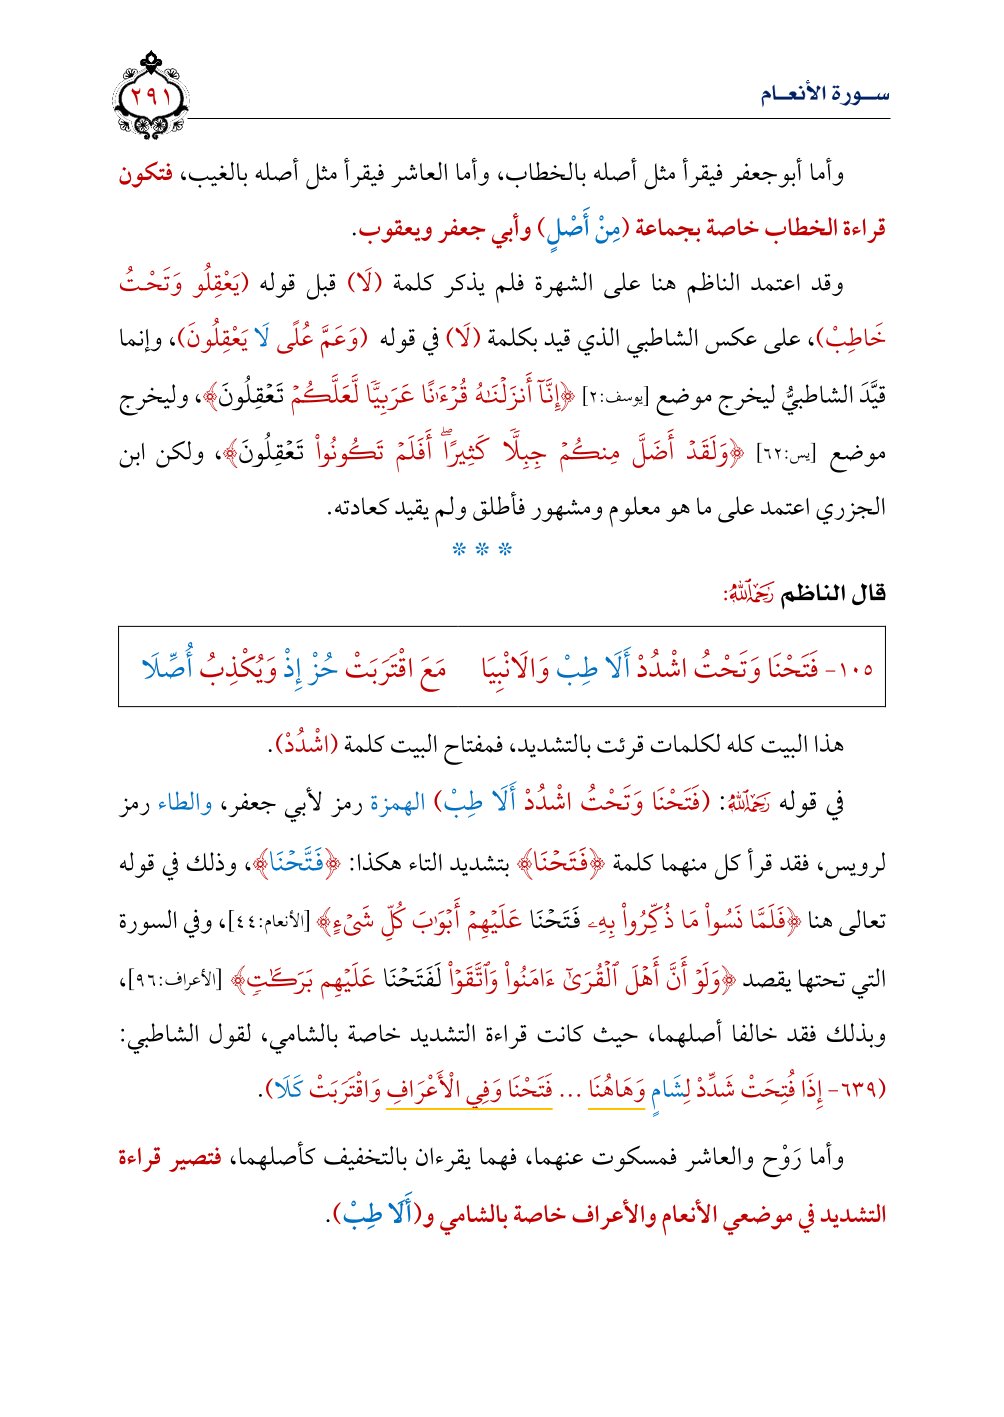 سـورة الأنعـام
٢٩١
وأما أبوجعفر فيقرأ مثل أصله بالخطاب، وأما العاشر فيقرأ مثل أصله بالغيب، فتكون
قراءة الخطاب خاصة بجماعة (مِنْ أَصْلٍ) وأبي جعفر ويعقوب.
وقد اعتمد الناظم هنا على الشهرة فلم يذكر كلمة (لَا) قبل قوله (يَعْقِلُو وَتَحْتُ
خَاطِبْ)، على عكس الشاطبي الذي قيد بكلمة (لَا) في قوله (وَعَمَّ عُلًى لَا يَعْقِلُونَ)، وإنما
قيَّدَ الشاطبيُّ ليخرج موضع [يوسف:٢] ﴿إِنَّآ أَنزَلْنَٰهُ قُرْءَٰنًا عَرَبِيًّا لَّعَلَّكُمْ تَعْقِلُونَ﴾، وليخرج
موضع [يس:٦٢] ﴿وَلَقَدْ أَضَلَّ مِنكُمْ جِبِلًّا كَثِيرًا ۖ أَفَلَمْ تَكُونُوا۟ تَعْقِلُونَ﴾، ولكن ابن
الجزري اعتمد على ما هو معلوم ومشهور فأطلق ولم يقيد كعادته.
* * *
قال الناظم رَحِمَهُ ٱللَّهُ:
١٠٥- فَتَحْنَا وَتَحْتُ اشْدُدْ أَلَا طِبْ وَالَانْبِيَا مَعَ اقْتَرَبَتْ حُزْ إِذْ وَيُكْذِبُ أُصِّلَا
هذا البيت كله لكلمات قرئت بالتشديد، فمفتاح البيت كلمة (اشْدُدْ).
في قوله رَحِمَهُ ٱللَّهُ: (فَتَحْنَا وَتَحْتُ اشْدُدْ أَلَا طِبْ) الهمزة رمز لأبي جعفر، والطاء رمز
لرويس، فقد قرأ كل منهما كلمة ﴿فَتَحْنَا﴾ بتشديد التاء هكذا: ﴿فَتَّحْنَا﴾، وذلك في قوله
تعالى هنا ﴿فَلَمَّا نَسُوا۟ مَا ذُكِّرُوا۟ بِهِۦ فَتَحْنَا عَلَيْهِمْ أَبْوَٰبَ كُلِّ شَىْءٍ﴾ [الأنعام:٤٤]، وفي السورة
التي تحتها يقصد ﴿وَلَوْ أَنَّ أَهْلَ ٱلْقُرَىٰٓ ءَامَنُوا۟ وَٱتَّقَوْا۟ لَفَتَحْنَا عَلَيْهِم بَرَكَٰتٍ﴾ [الأعراف:٩٦]،
وبذلك فقد خالفا أصلهما، حيث كانت قراءة التشديد خاصة بالشامي، لقول الشاطبي:
(٦٣٩- إِذَا فُتِحَتْ شَدِّدْ لِشَامٍ وَهَاهُنَا ... فَتَحْنَا وَفِي الْأَعْرَافِ وَاقْتَرَبَتْ كَلَا).
وأما رَوْح والعاشر فمسكوت عنهما، فهما يقرءان بالتخفيف كأصلهما، فتصير قراءة
التشديد في موضعي الأنعام والأعراف خاصة بالشامي و(أَلَا طِبْ).